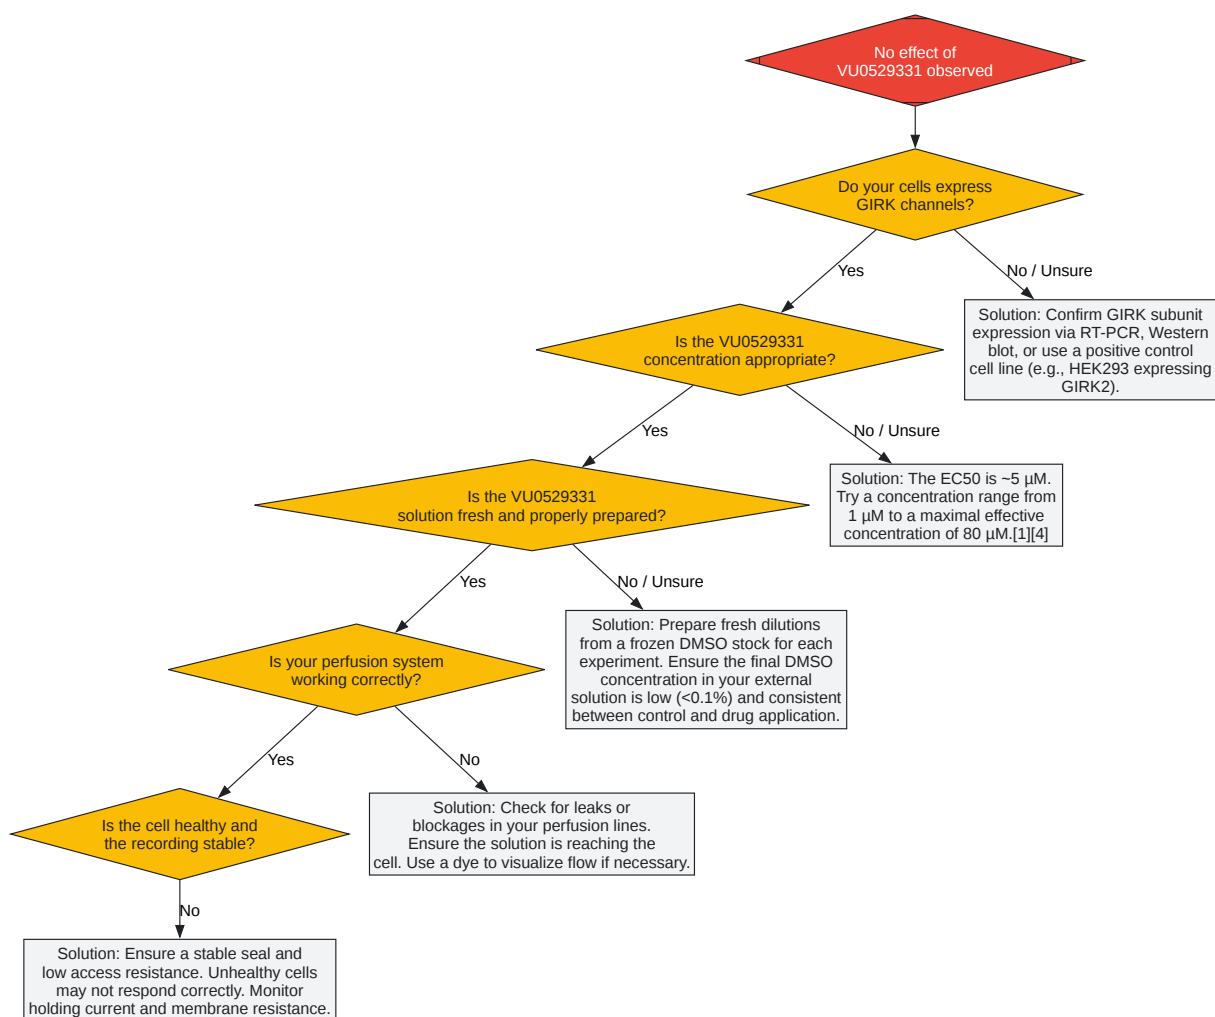 No effect of
VU0529331 observed
Do your cells express
GIRK channels?
Yes
No / Unsure
Solution: Confirm GIRK subunit
expression via RT-PCR, Western
blot, or use a positive control
cell line (e.g., HEK293 expressing
GIRK2).
Is the VU0529331
concentration appropriate?
Yes
No / Unsure
Solution: The EC50 is ~5 µM.
Try a concentration range from
1 µM to a maximal effective
concentration of 80 µM.[1][4]
Is the VU0529331
solution fresh and properly prepared?
Yes
No / Unsure
Solution: Prepare fresh dilutions
from a frozen DMSO stock for each
experiment. Ensure the final DMSO
concentration in your external
solution is low (<0.1%) and consistent
between control and drug application.
Is your perfusion system
working correctly?
Yes
No
Solution: Check for leaks or
blockages in your perfusion lines.
Ensure the solution is reaching the
cell. Use a dye to visualize flow if necessary.
Is the cell healthy and
the recording stable?
No
Solution: Ensure a stable seal and
low access resistance. Unhealthy cells
may not respond correctly. Monitor
holding current and membrane resistance.